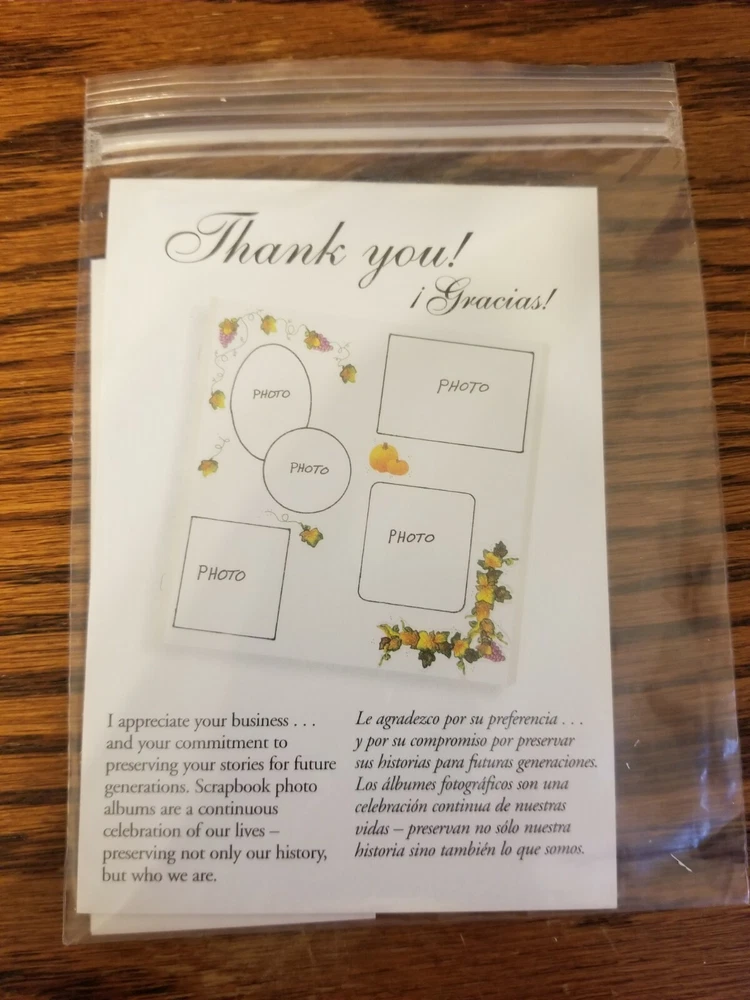 Thank you!
¡Gracias!
PHOTO
PHOTO
PHOTO
PHOTO
PHOTO
I appreciate your business . . .
and your commitment to
preserving your stories for future
generations. Scrapbook photo
albums are a continuous
celebration of our lives –
preserving not only our history,
but who we are.
Le agradezco por su preferencia . . .
y por su compromiso por preservar
sus historias para futuras generaciones.
Los álbumes fotográficos son una
celebración continua de nuestras
vidas – preservan no sólo nuestra
historia sino también lo que somos.